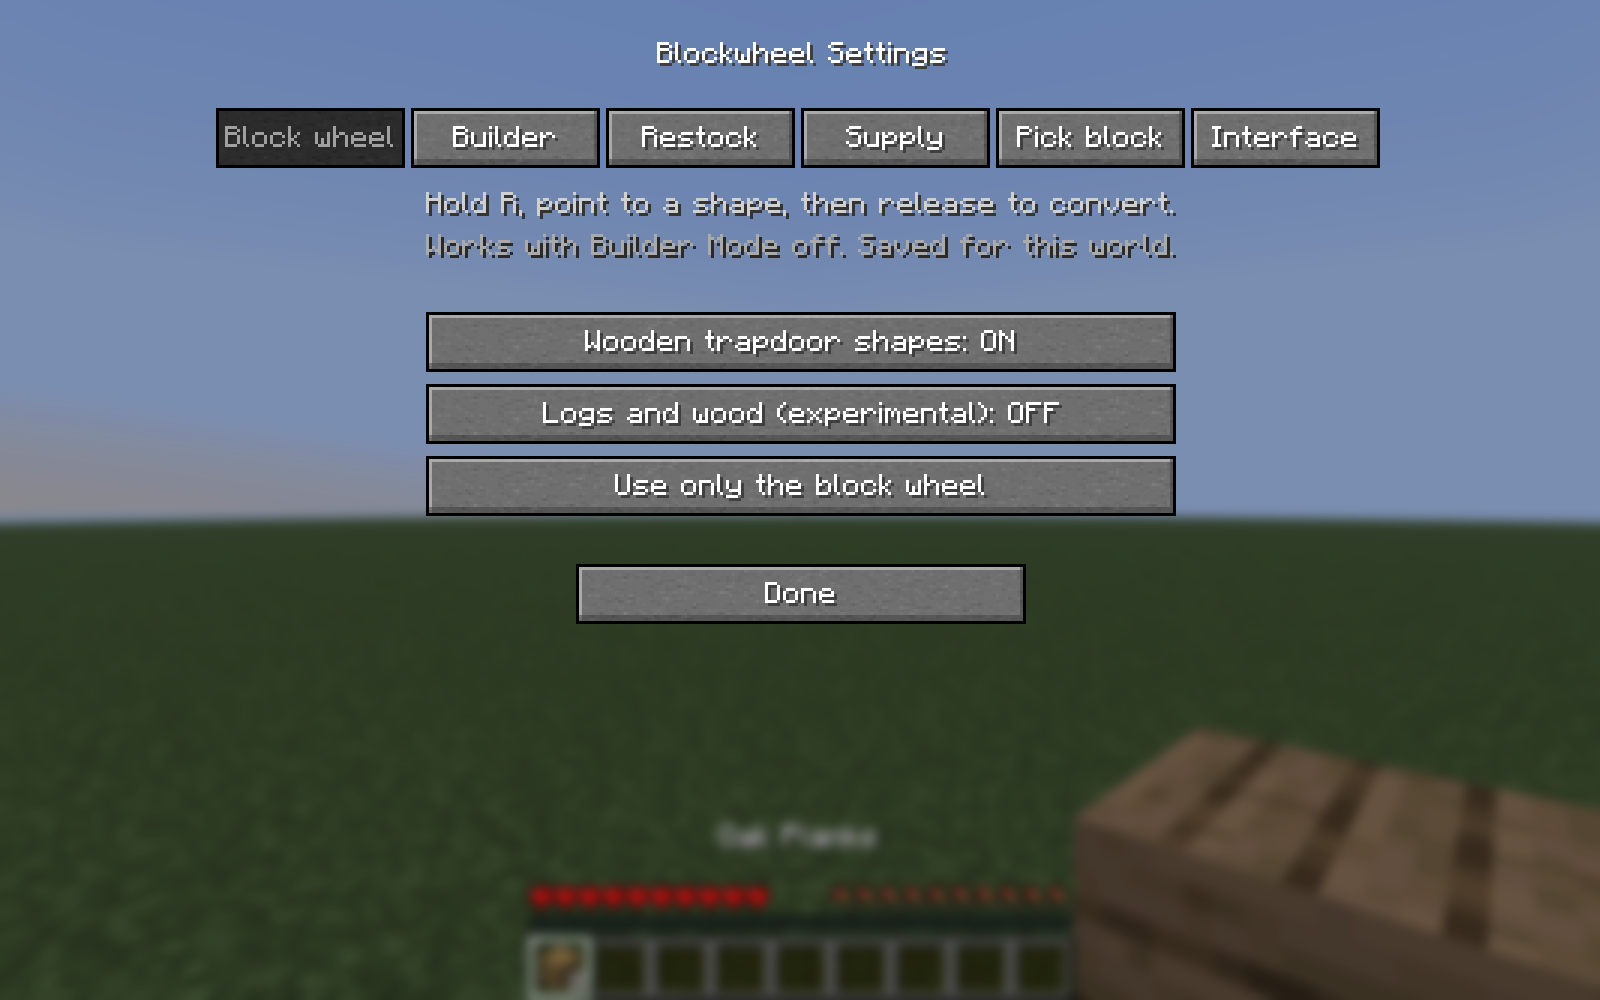 Blockwheel Settings
Block wheel Builder Restock Supply Pick block Interface
Hold R, point to a shape, then release to convert.
Works with Builder Mode off. Saved for this world.
Wooden trapdoor shapes: ON
Logs and wood (experimental): OFF
Use only the block wheel
Done
Oak Planks